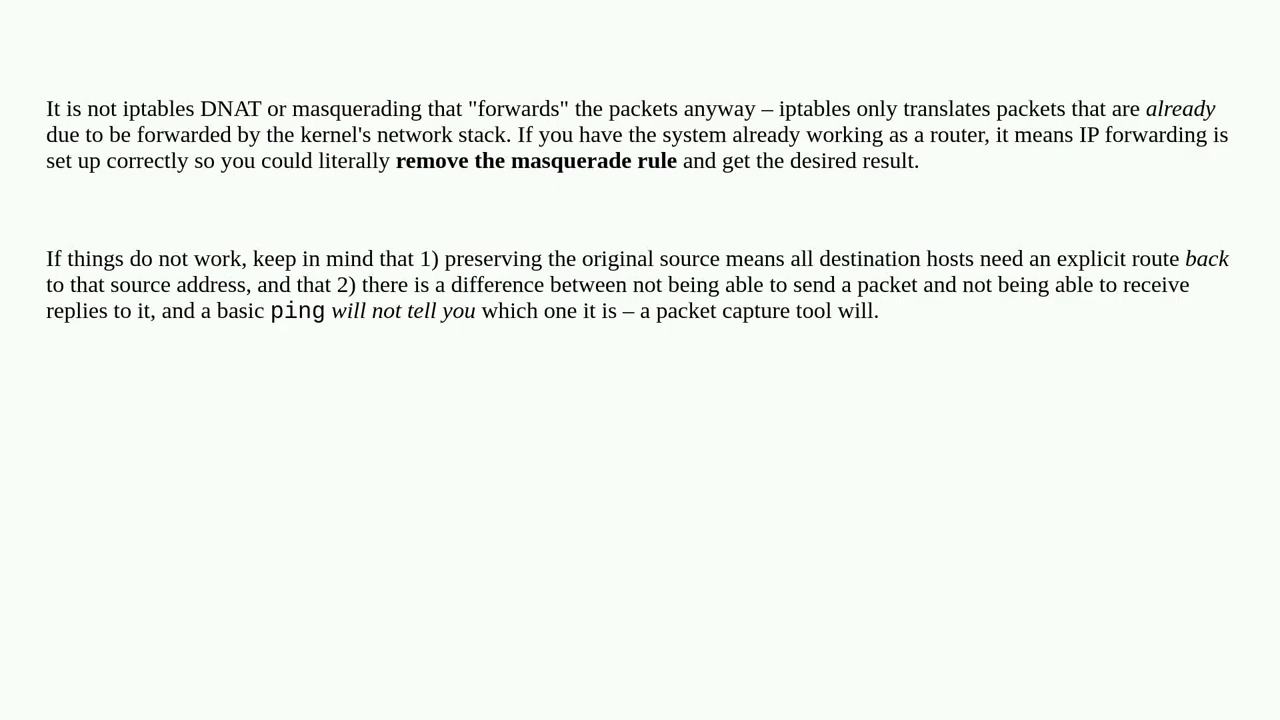 It is not iptables DNAT or masquerading that "forwards" the packets anyway – iptables only translates packets that are already
due to be forwarded by the kernel's network stack. If you have the system already working as a router, it means IP forwarding is
set up correctly so you could literally remove the masquerade rule and get the desired result.
If things do not work, keep in mind that 1) preserving the original source means all destination hosts need an explicit route back
to that source address, and that 2) there is a difference between not being able to send a packet and not being able to receive
replies to it, and a basic ping will not tell you which one it is – a packet capture tool will.